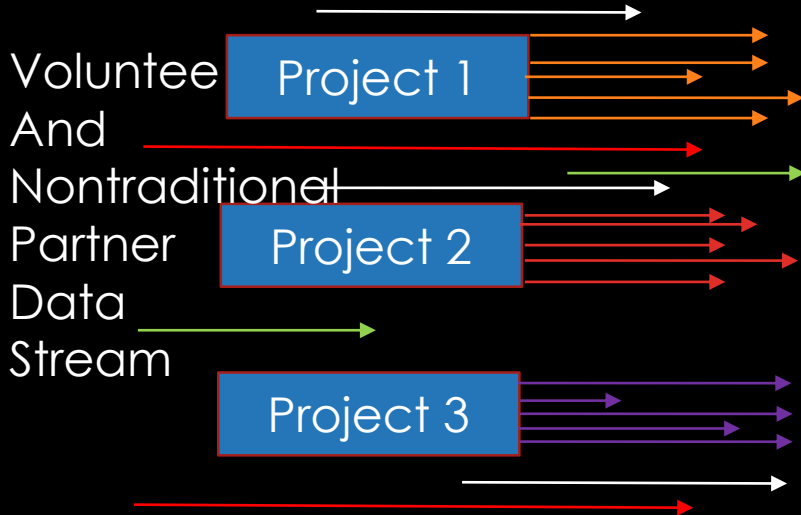 Voluntee
And
Nontraditional
Partner
Data
Stream
Project 1
Project 2
Project 3